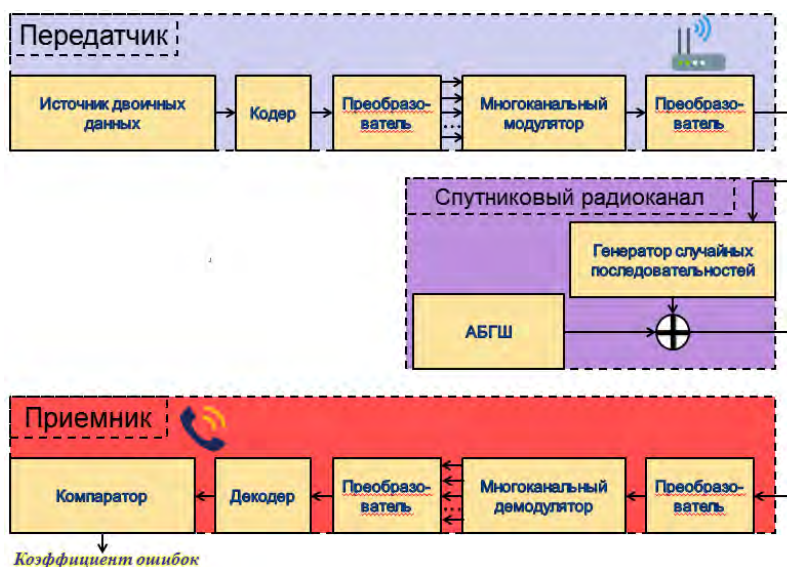 Передатчик
Источник двоичных
данных
Кодер
Преобразо-
ватель
...
Многоканальный
модулятор
Преобразо-
ватель
Спутниковый радиоканал
Генератор случайных
последовательностей
АБГШ
Приемник
Компаратор
Декодер
Преобразо-
ватель
...
Многоканальный
демодулятор
Преобразо-
ватель
Коэффициент ошибок